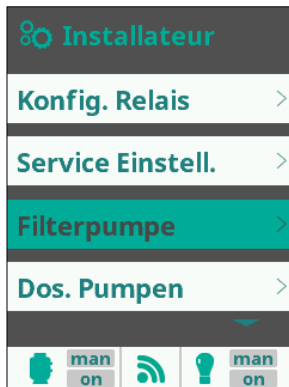 Installateur
Konfig. Relais
Service Einstell.
Filterpumpe
Dos. Pumpen
man
on
man
on